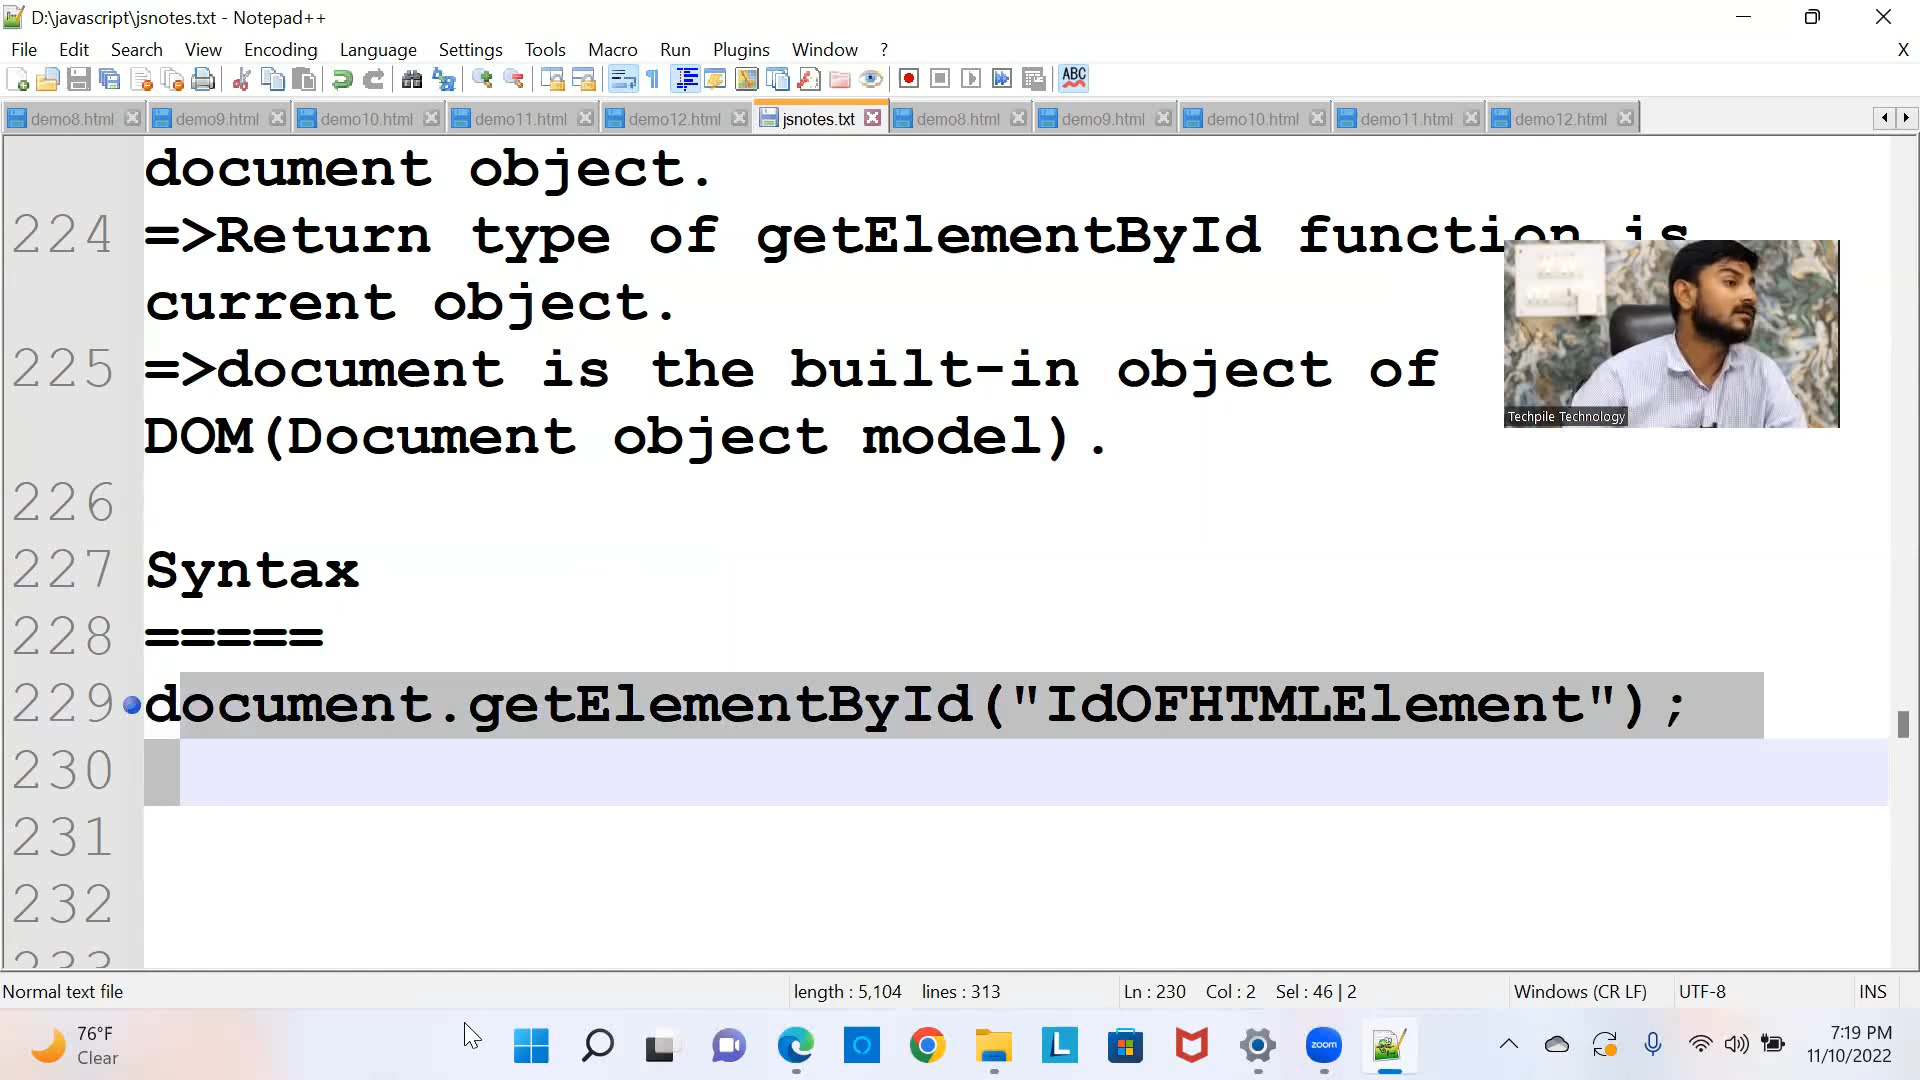 D:\javascript\jsnotes.txt - Notepad++
File Edit Search View Encoding Language Settings Tools Macro Run Plugins Window ? X
ABC
demo8.html demo9.html demo10.html demo11.html demo12.html jsnotes.txt demo8.html demo9.html demo10.html demo11.html demo12.html
document object.
224 =>Return type of getElementById function is
current object.
225 =>document is the built-in object of
DOM(Document object model).
226
227 Syntax
228 =====
229 document.getElementById("IdOFHTMLElement");
230
231
232
233
Techpile Technology
Normal text file length : 5,104 lines : 313 Ln : 230 Col : 2 Sel : 46 | 2 Windows (CR LF) UTF-8 INS
76°F
Clear
L
zoom
7:19 PM
11/10/2022